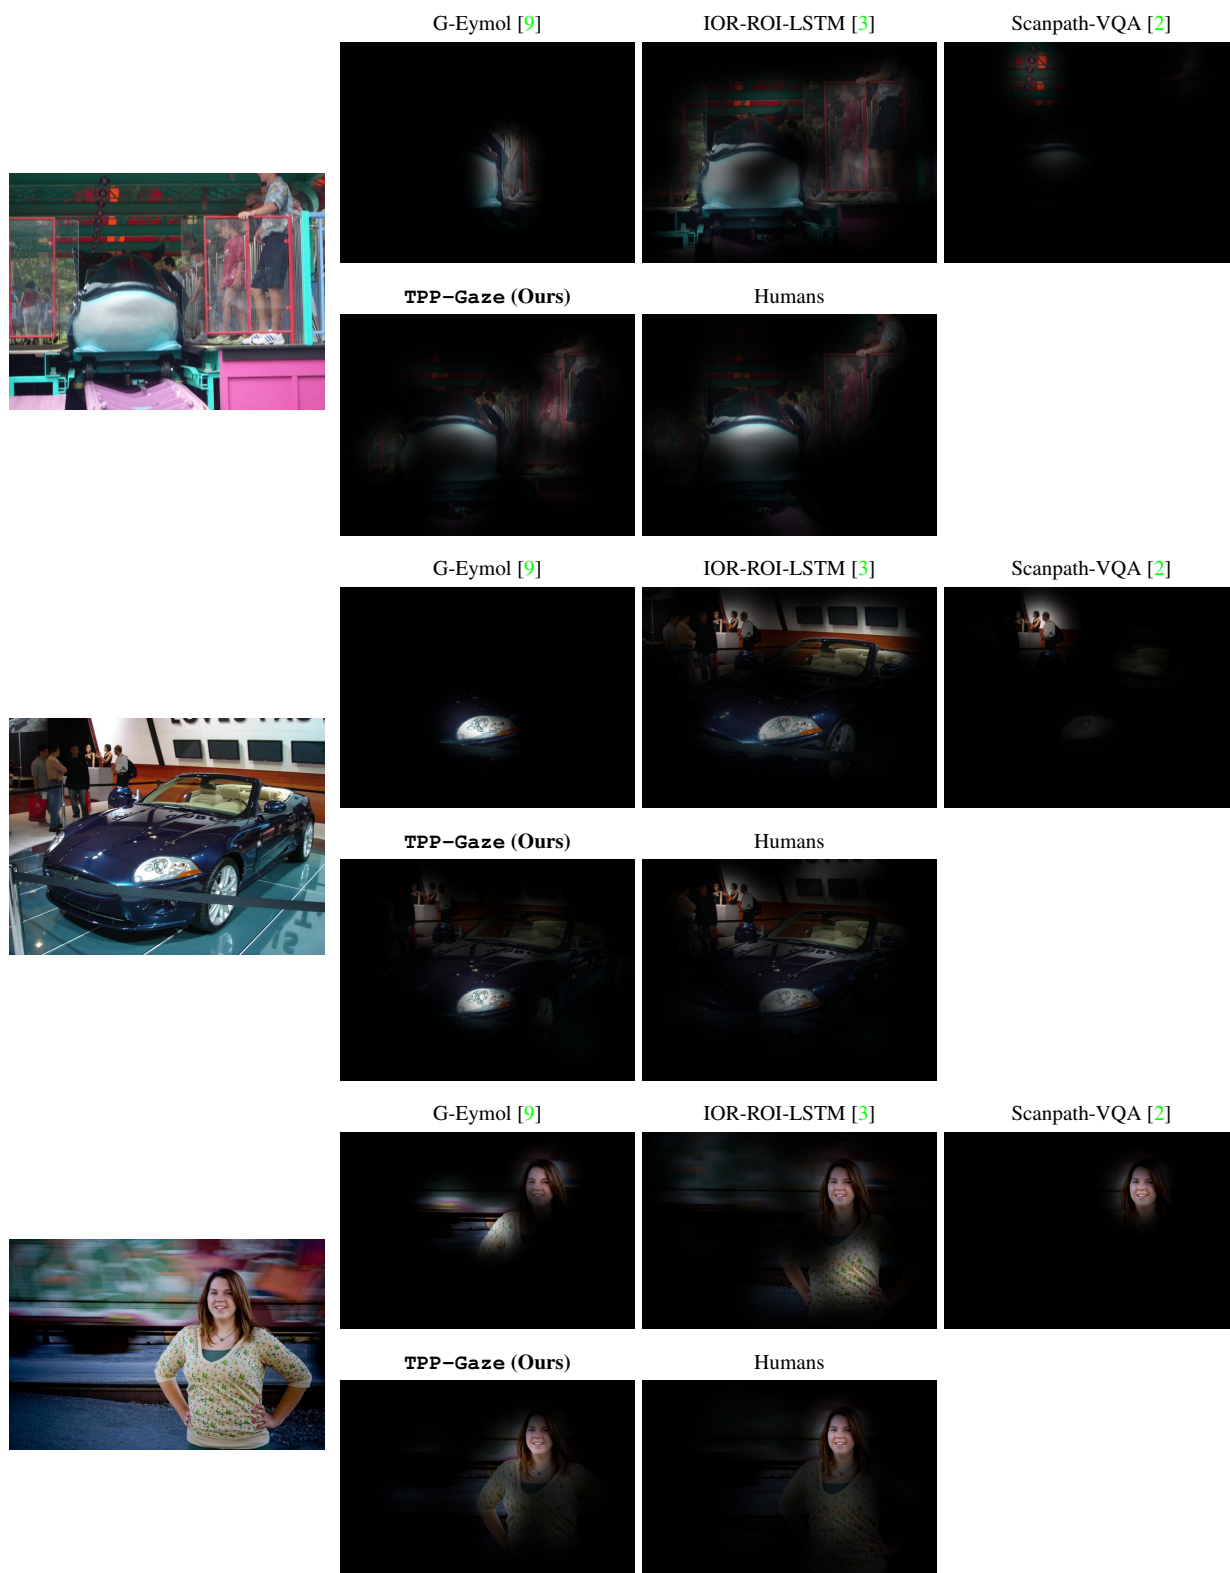 G-Eymol [9] IOR-ROI-LSTM [3] Scanpath-VQA [2]
TPP-Gaze (Ours) Humans
G-Eymol [9] IOR-ROI-LSTM [3] Scanpath-VQA [2]
TPP-Gaze (Ours) Humans
G-Eymol [9] IOR-ROI-LSTM [3] Scanpath-VQA [2]
TPP-Gaze (Ours) Humans